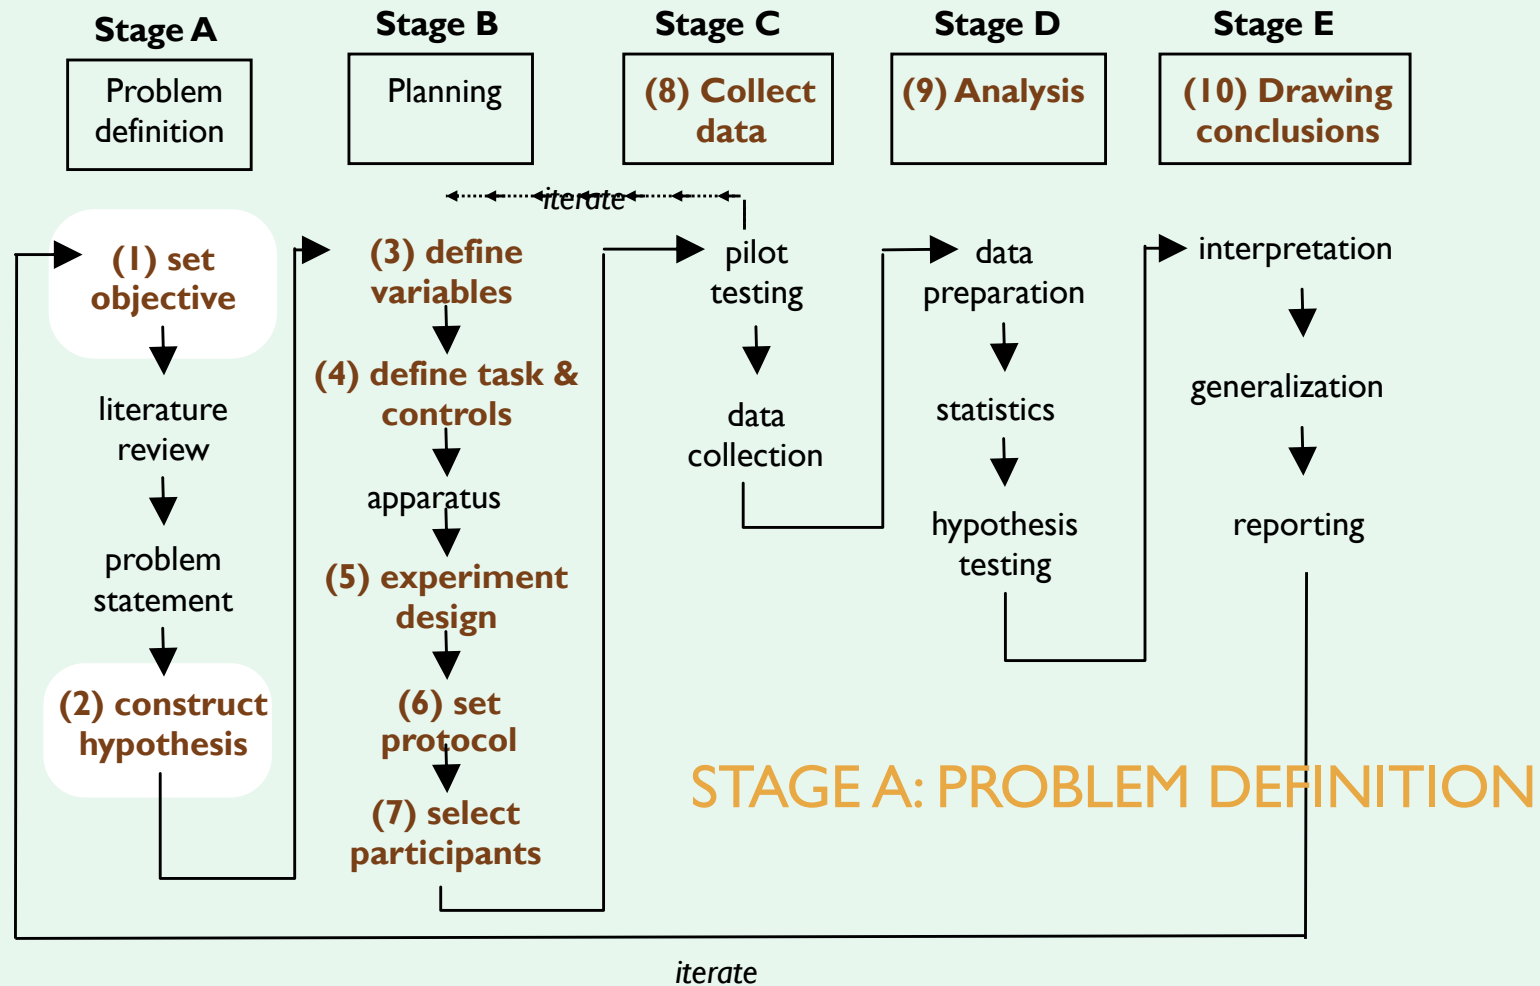 Stage A
Problem
definition
(1) set
objective
literature
review
problem
statement
(2) construct
hypothesis
Stage B
Planning
(3) define
variables
(4) define task &
controls
apparatus
(5) experiment
design
(6) set
protocol
(7) select
participants
Stage C
(8) Collect
data
iterate
pilot
testing
data
collection
Stage D
(9) Analysis
data
preparation
statistics
hypothesis
testing
Stage E
(10) Drawing
conclusions
interpretation
generalization
reporting
STAGE A: PROBLEM DEFINITION
iterate